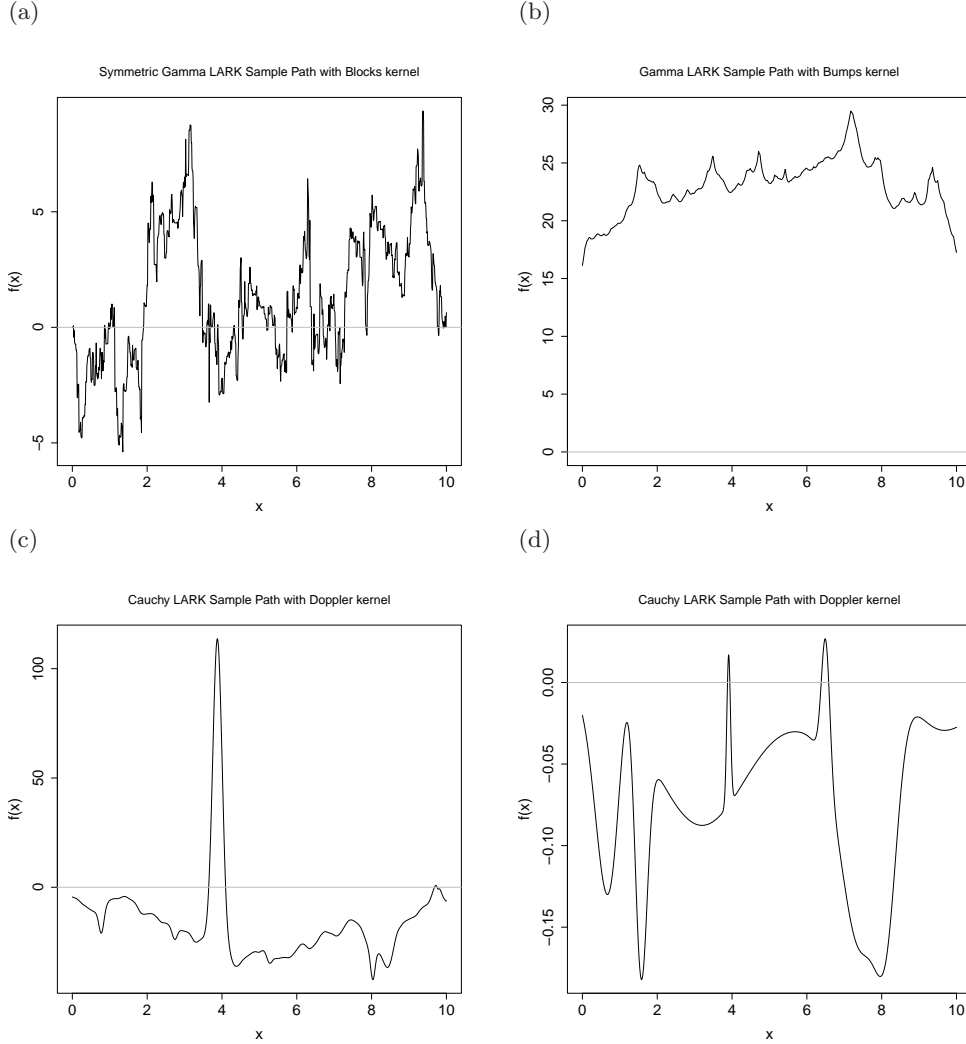 (a)
(b)
Symmetric Gamma LARK Sample Path with Blocks kernel
Gamma LARK Sample Path with Bumps kernel
f(x)
5
0
−5
0 2 4 6 8 10
x
f(x)
30
25
20
15
10
5
0
0 2 4 6 8 10
x
(c)
(d)
Cauchy LARK Sample Path with Doppler kernel
Cauchy LARK Sample Path with Doppler kernel
f(x)
100
50
0
0 2 4 6 8 10
x
f(x)
0.00
−0.05
−0.10
−0.15
0 2 4 6 8 10
x